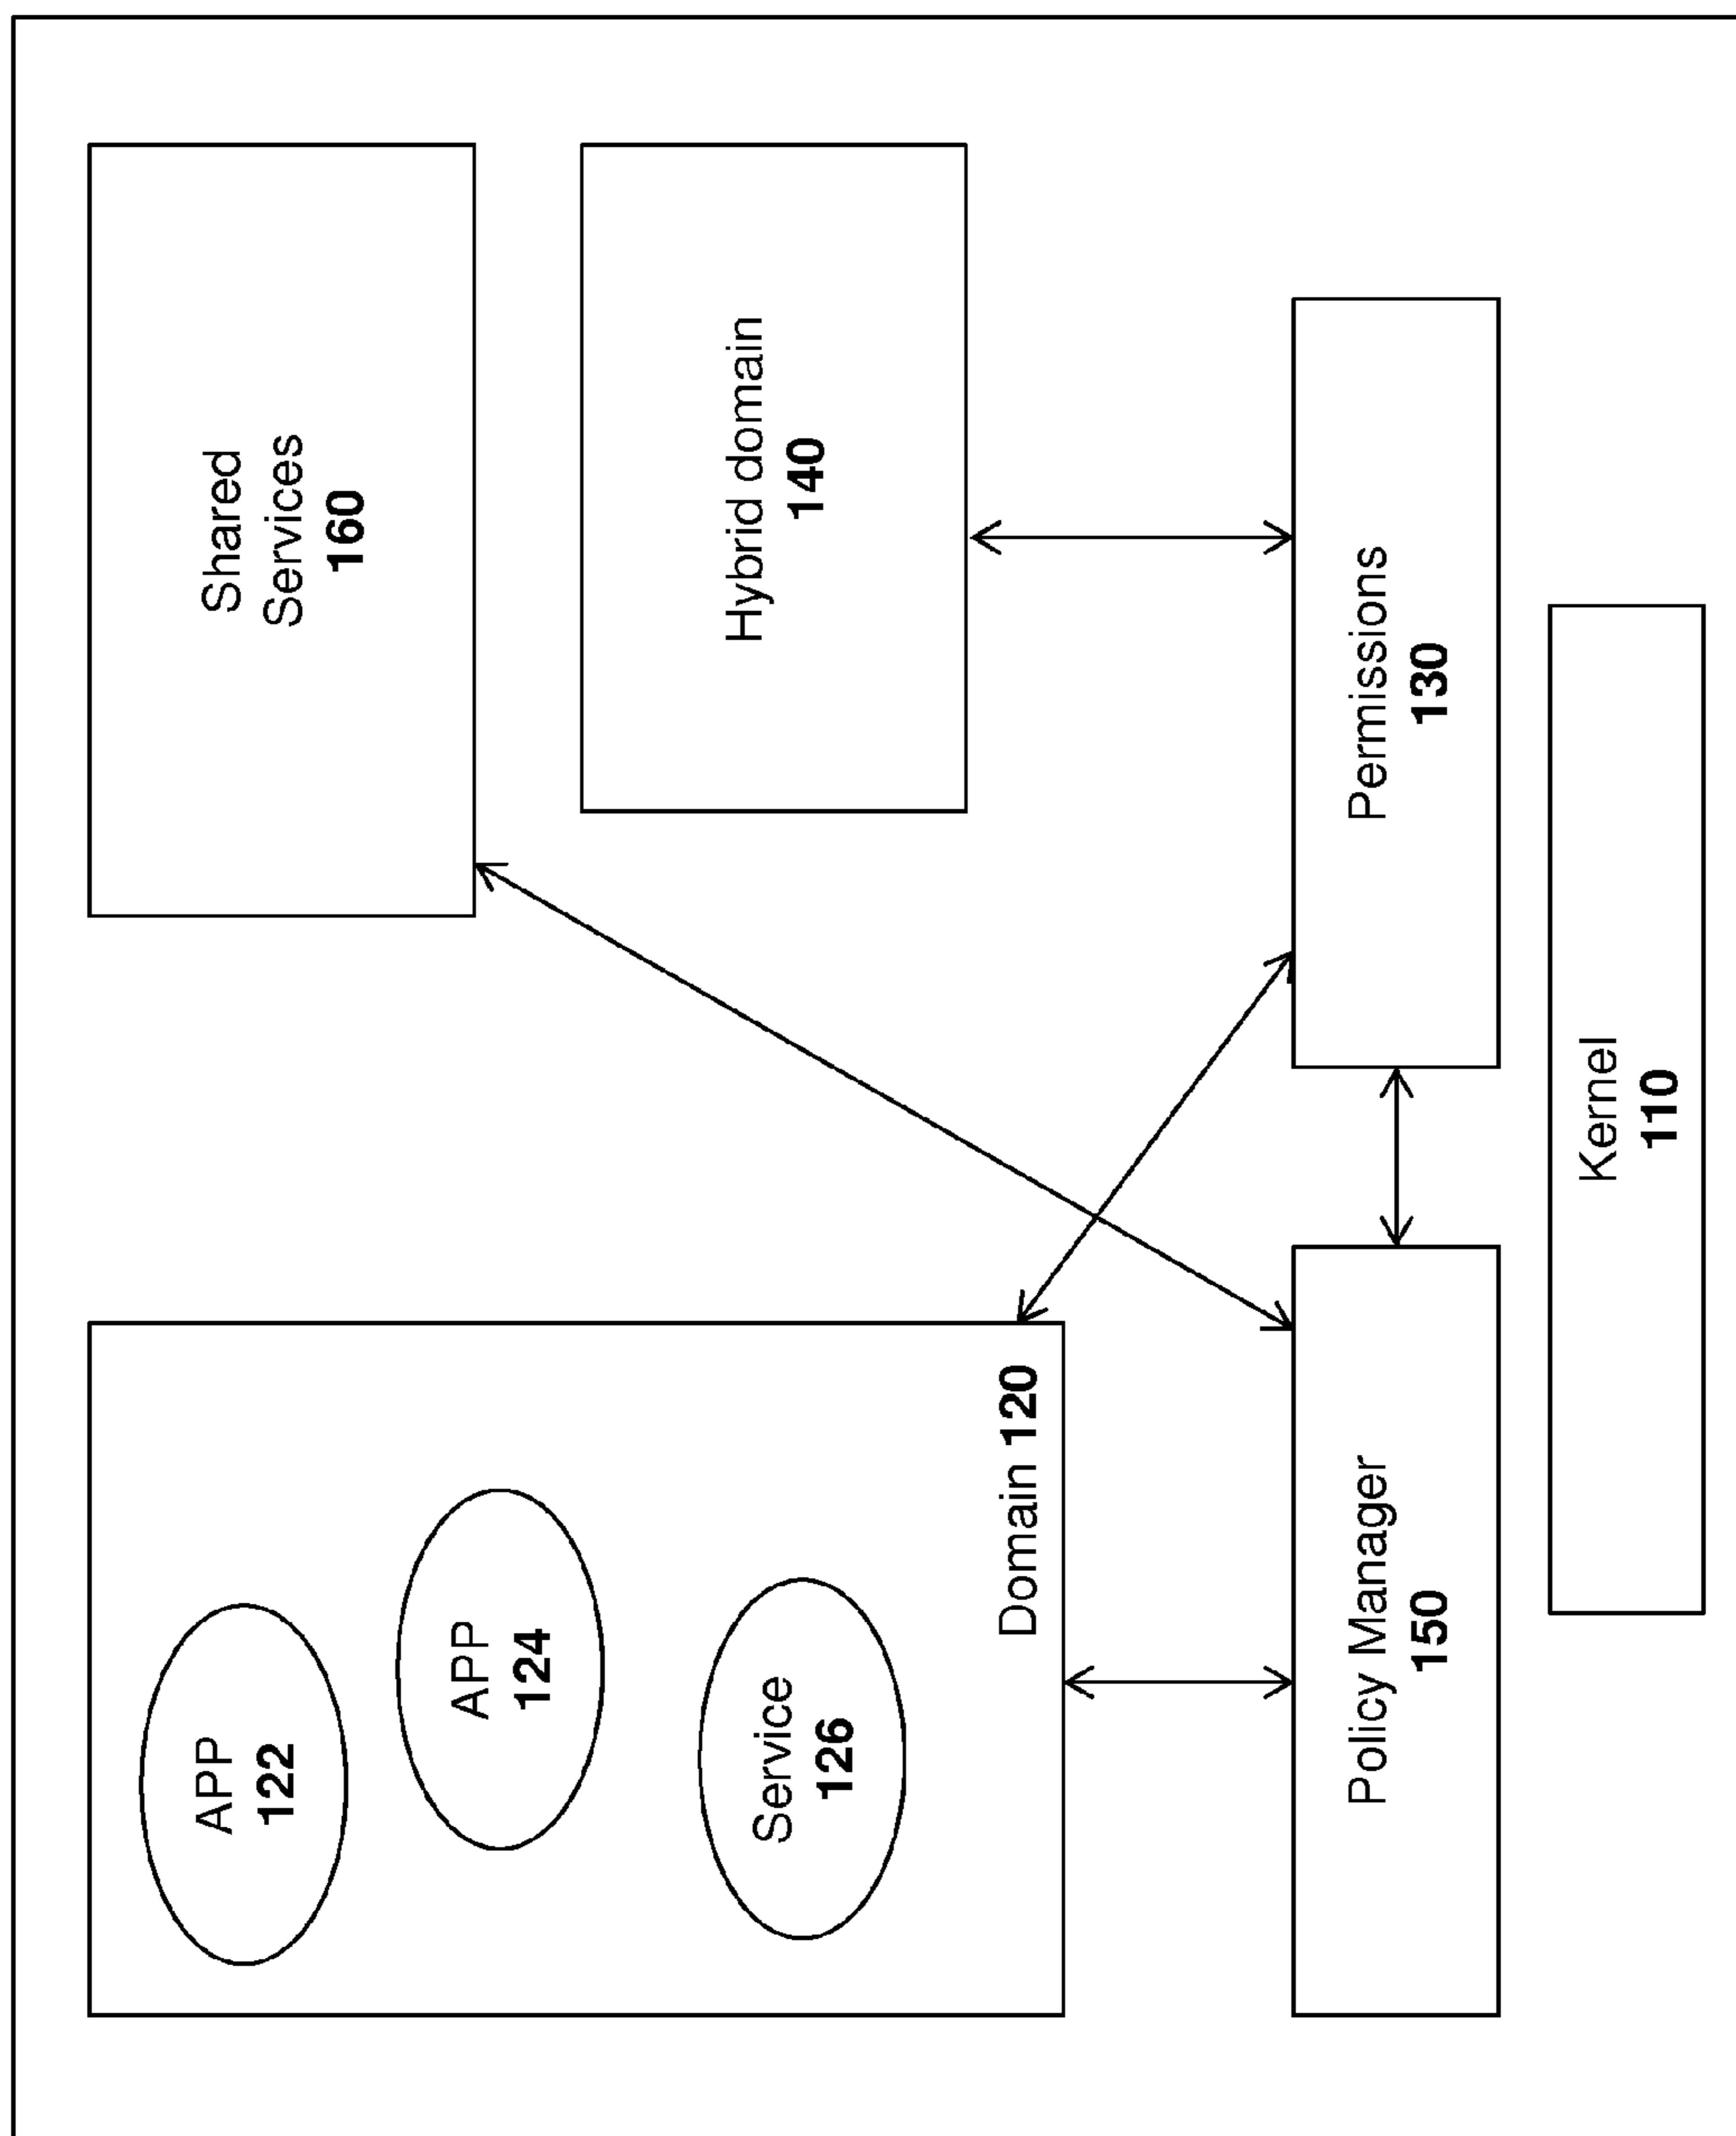 APP
122
APP
124
Service
126
Domain 120
Policy Manager
150
Shared
Services
160
Hybrid domain
140
Permissions
130
Kernel
110